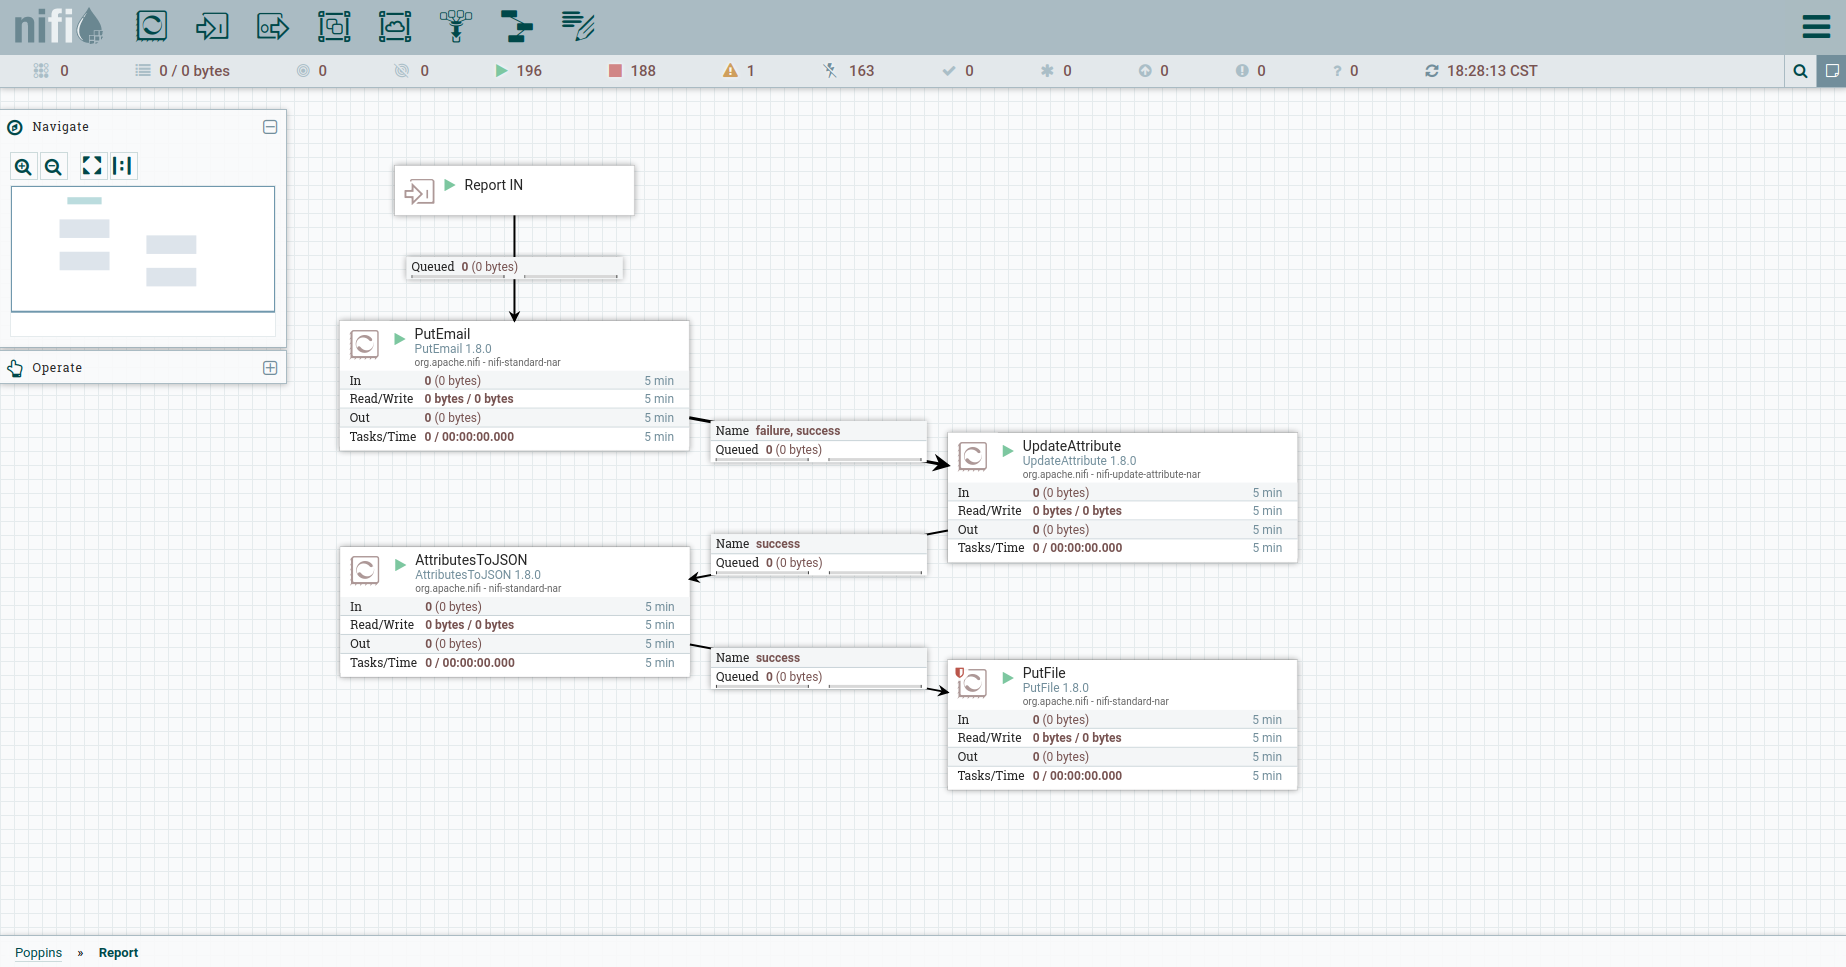 nifi
0
0 / 0 bytes
0
0
196
188
1
163
0
0
0
0
? 0
18:28:13 CST
Navigate
Operate
Report IN
Queued 0 (0 bytes)
PutEmail
PutEmail 1.8.0
org.apache.nifi - nifi-standard-nar
In 0 (0 bytes) 5 min
Read/Write 0 bytes / 0 bytes 5 min
Out 0 (0 bytes) 5 min
Tasks/Time 0 / 00:00:00.000 5 min
Name failure, success
Queued 0 (0 bytes)
UpdateAttribute
UpdateAttribute 1.8.0
org.apache.nifi - nifi-update-attribute-nar
In 0 (0 bytes) 5 min
Read/Write 0 bytes / 0 bytes 5 min
Out 0 (0 bytes) 5 min
Tasks/Time 0 / 00:00:00.000 5 min
Name success
Queued 0 (0 bytes)
AttributesToJSON
AttributesToJSON 1.8.0
org.apache.nifi - nifi-standard-nar
In 0 (0 bytes) 5 min
Read/Write 0 bytes / 0 bytes 5 min
Out 0 (0 bytes) 5 min
Tasks/Time 0 / 00:00:00.000 5 min
Name success
Queued 0 (0 bytes)
PutFile
PutFile 1.8.0
org.apache.nifi - nifi-standard-nar
In 0 (0 bytes) 5 min
Read/Write 0 bytes / 0 bytes 5 min
Out 0 (0 bytes) 5 min
Tasks/Time 0 / 00:00:00.000 5 min
Poppins » Report